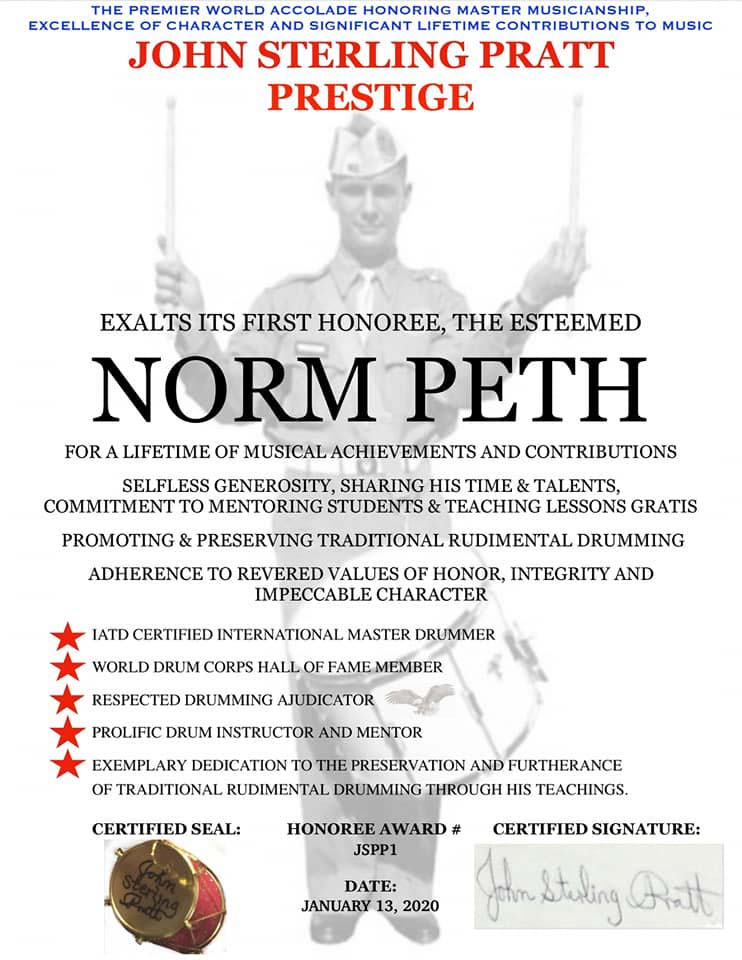 THE PREMIER WORLD ACCOLADE HONORING MASTER MUSICIANSHIP,
EXCELLENCE OF CHARACTER AND SIGNIFICANT LIFETIME CONTRIBUTIONS TO MUSIC
JOHN STERLING PRATT
PRESTIGE
EXALTS ITS FIRST HONOREE, THE ESTEEMED
NORM PETH
FOR A LIFETIME OF MUSICAL ACHIEVEMENTS AND CONTRIBUTIONS
SELFLESS GENEROSITY, SHARING HIS TIME & TALENTS,
COMMITMENT TO MENTORING STUDENTS & TEACHING LESSONS GRATIS
PROMOTING & PRESERVING TRADITIONAL RUDIMENTAL DRUMMING
ADHERENCE TO REVERED VALUES OF HONOR, INTEGRITY AND
IMPECCABLE CHARACTER
IATD CERTIFIED INTERNATIONAL MASTER DRUMMER
WORLD DRUM CORPS HALL OF FAME MEMBER
RESPECTED DRUMMING AJUDICATOR
PROLIFIC DRUM INSTRUCTOR AND MENTOR
EXEMPLARY DEDICATION TO THE PRESERVATION AND FURTHERANCE
OF TRADITIONAL RUDIMENTAL DRUMMING THROUGH HIS TEACHINGS.
CERTIFIED SEAL:
John
Sterling
Pratt
HONOREE AWARD #
JSPP1
DATE:
JANUARY 13, 2020
CERTIFIED SIGNATURE:
John Sterling Pratt